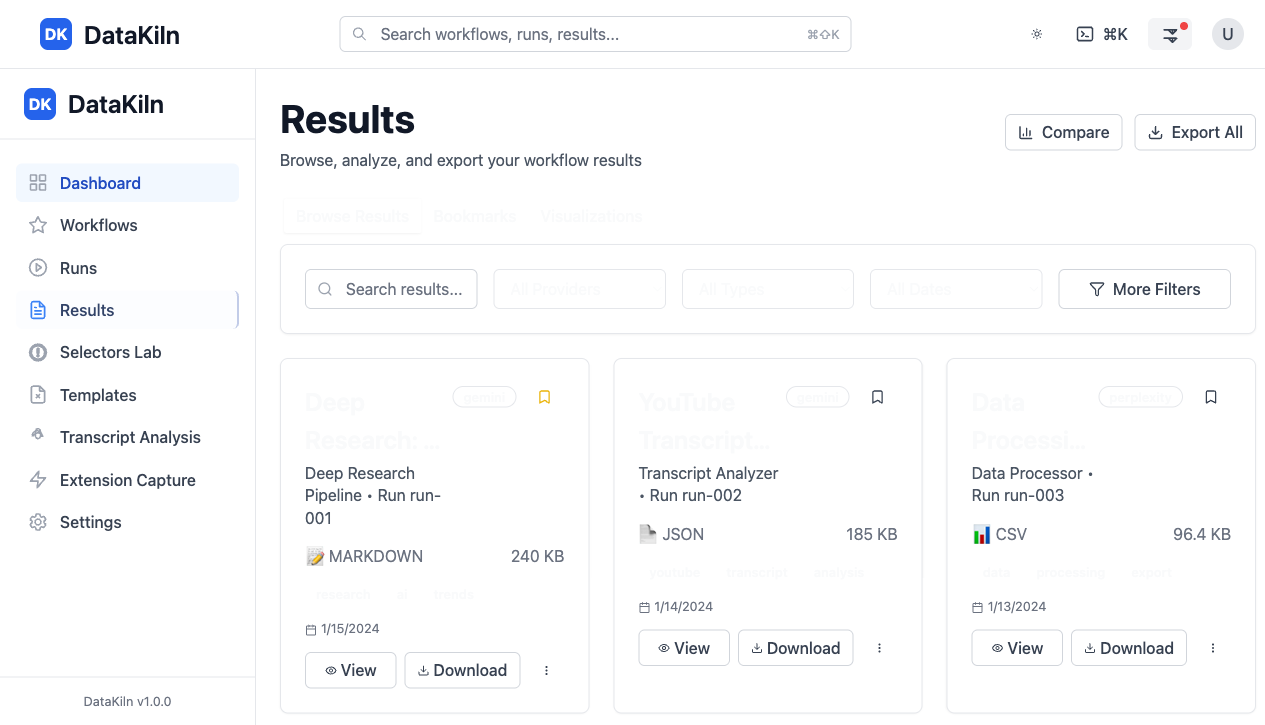 DK DataKiln
Search workflows, runs, results... ⌘⇧K
⌘K
U
DK DataKiln
Dashboard
Workflows
Runs
Results
Selectors Lab
Templates
Transcript Analysis
Extension Capture
Settings
DataKiln v1.0.0
Results
Browse, analyze, and export your workflow results
Compare
Export All
Browse Results Bookmarks Visualizations
Search results... All Providers All Types All Dates More Filters
Deep
Research: ...
gemini
Deep Research
Pipeline • Run run-
001
MARKDOWN 240 KB
research ai trends
1/15/2024
View Download
YouTube
Transcript...
gemini
Transcript Analyzer
• Run run-002
JSON 185 KB
youtube transcript analysis
1/14/2024
View Download
Data
Processi...
perplexity
Data Processor •
Run run-003
CSV 96.4 KB
data processing export
1/13/2024
View Download